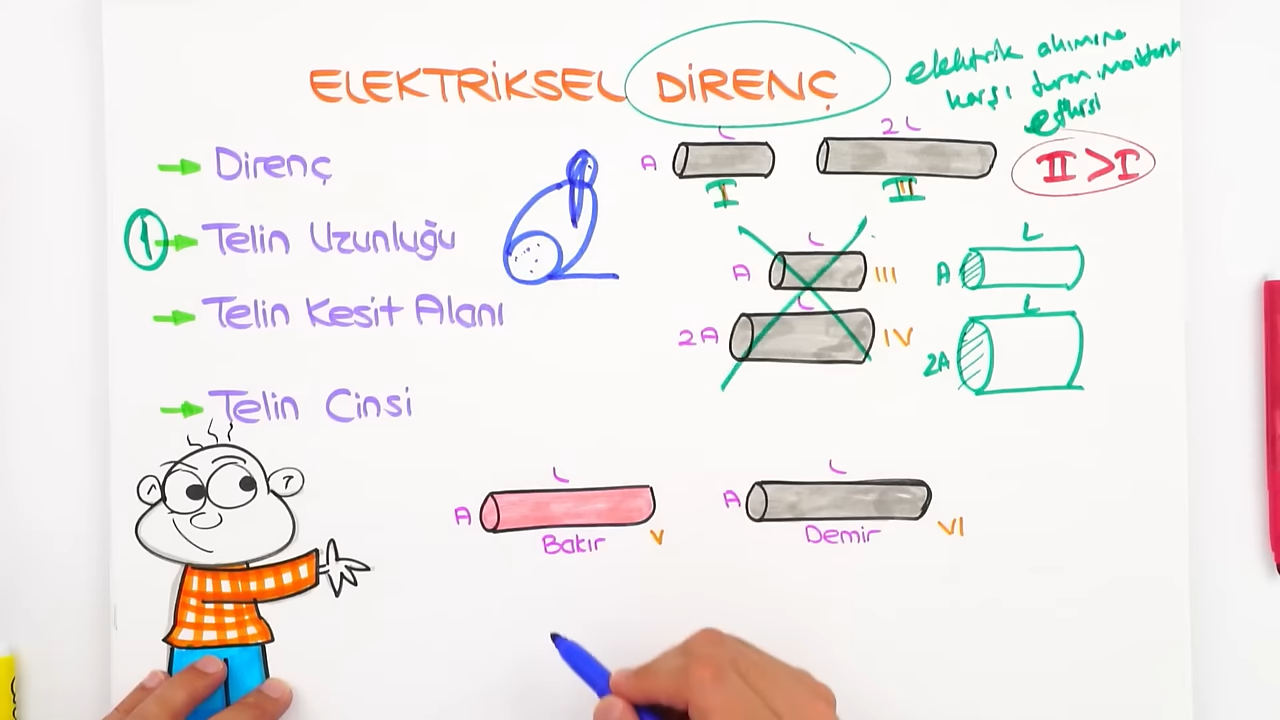 ELEKTRİKSEL DİRENÇ
elektrik akımına
karşı duran maddenin
etkisi
Direnç
1 Telin Uzunluğu
Telin Kesit Alanı
Telin Cinsi
L
A
I
2L
II
II > I
L
A
III
L
2A
IV
L
A
L
2A
L
A
Bakır
V
L
A
Demir
VI